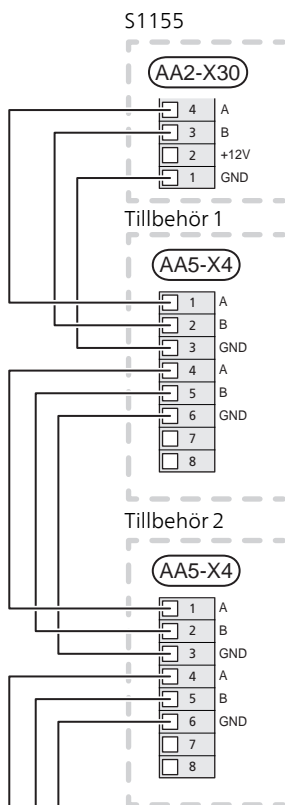 S1155
AA2-X30
4 A
3 B
2 +12V
1 GND
Tillbehör 1
AA5-X4
1 A
2 B
3 GND
4 A
5 B
6 GND
7
8
Tillbehör 2
AA5-X4
1 A
2 B
3 GND
4 A
5 B
6 GND
7
8